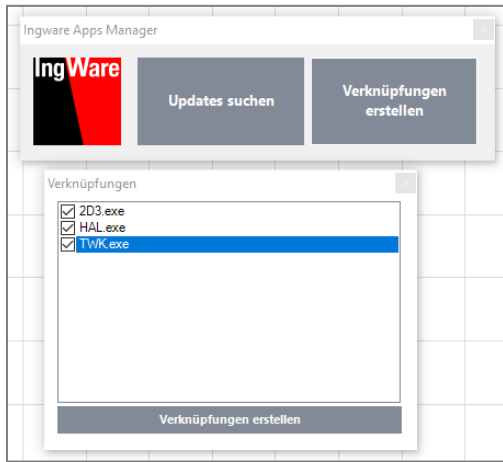 Ingware Apps Manager
IngWare
Updates suchen
Verknüpfungen
erstellen
Verknüpfungen
2D3.exe
HAL.exe
TWK.exe
Verknüpfungen erstellen